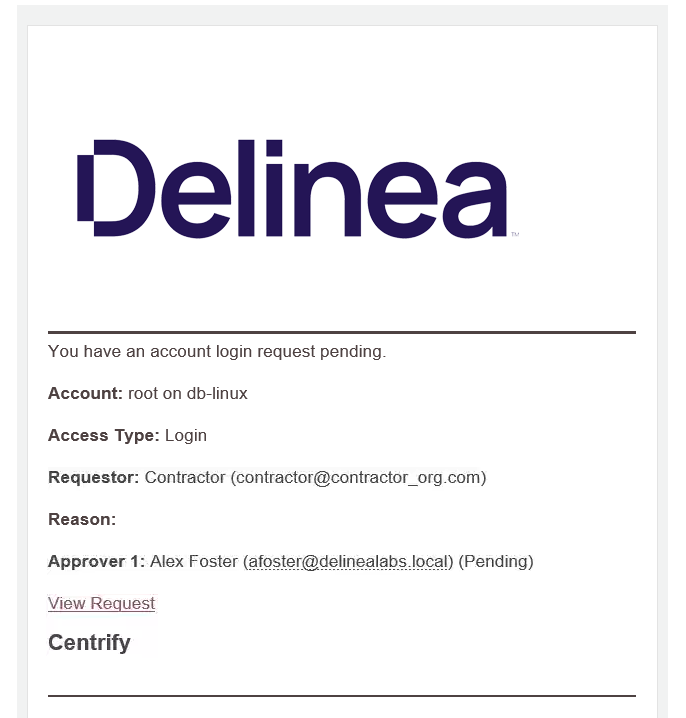 Delinea™
You have an account login request pending.
Account: root on db-linux
Access Type: Login
Requestor: Contractor (contractor@contractor_org.com)
Reason:
Approver 1: Alex Foster (afoster@delinealabs.local) (Pending)
View Request
Centrify